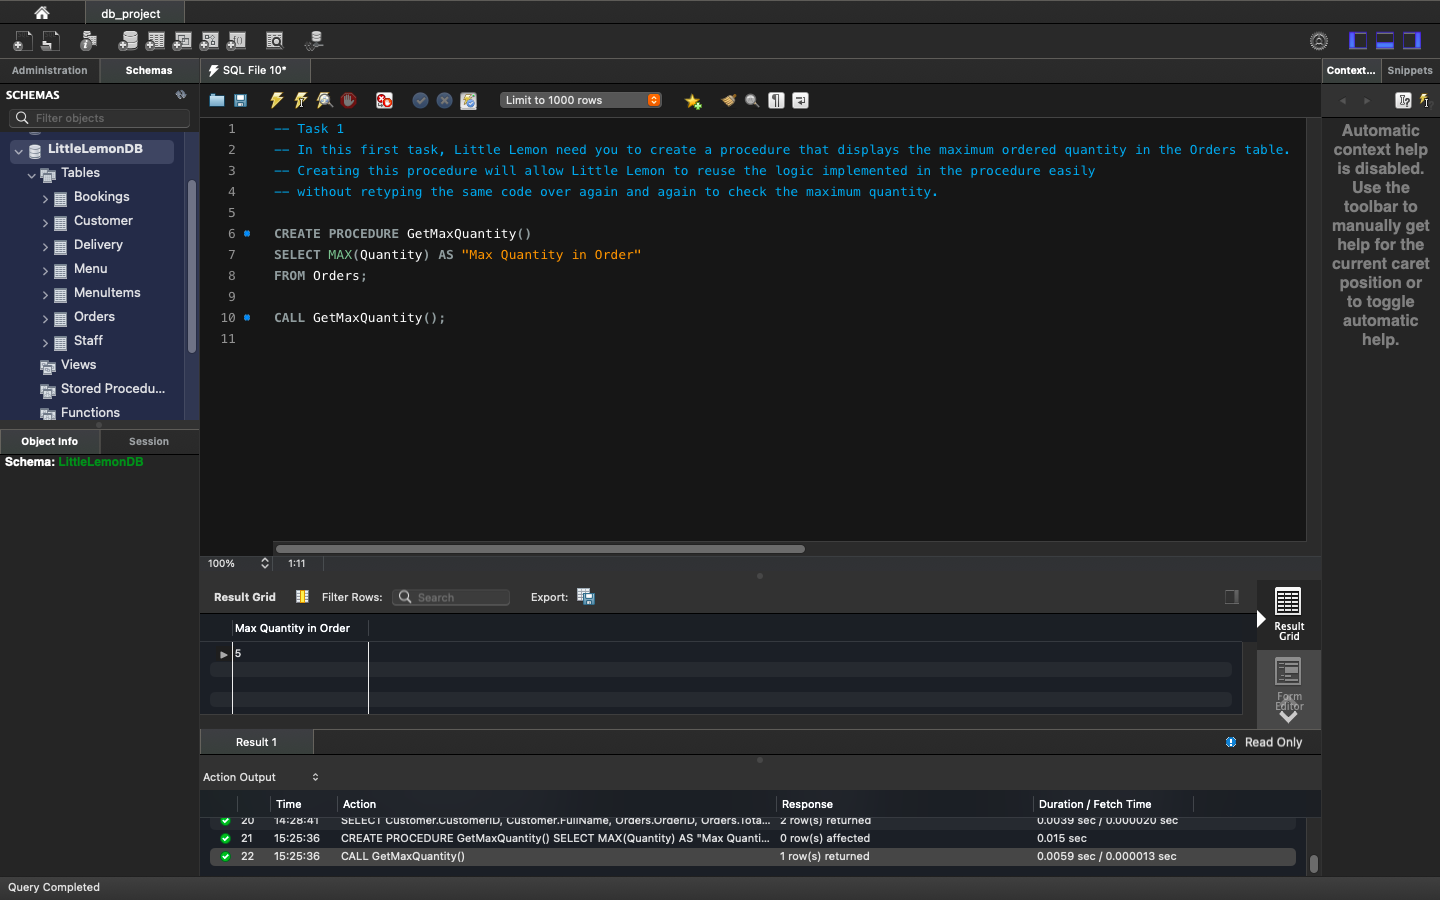 db_project
Administration
Schemas
SQL File 10*
Context...
Snippets
SCHEMAS
Filter objects
Limit to 1000 rows
LittleLemonDB
Tables
Bookings
Customer
Delivery
Menu
MenuItems
Orders
Staff
Views
Stored Procedu...
Functions
Object Info
Session
Schema: LittleLemonDB
1 -- Task 1
2 -- In this first task, Little Lemon need you to create a procedure that displays the maximum ordered quantity in the Orders table.
3 -- Creating this procedure will allow Little Lemon to reuse the logic implemented in the procedure easily
4 -- without retyping the same code over again and again to check the maximum quantity.
5
6 CREATE PROCEDURE GetMaxQuantity()
7 SELECT MAX(Quantity) AS "Max Quantity in Order"
8 FROM Orders;
9
10 CALL GetMaxQuantity();
11
Automatic
context help
is disabled.
Use the
toolbar to
manually get
help for the
current caret
position or
to toggle
automatic
help.
100% 1:11
Result Grid Filter Rows: Search Export:
Max Quantity in Order
5
Result
Grid
Form
Editor
Result 1
Read Only
Action Output
Time Action Response Duration / Fetch Time
20 14:28:41 SELECT Customer.CustomerID, Customer.FullName, Orders.OrderID, Orders.Tota... 2 row(s) returned 0.0039 sec / 0.000020 sec
21 15:25:36 CREATE PROCEDURE GetMaxQuantity() SELECT MAX(Quantity) AS "Max Quanti... 0 row(s) affected 0.015 sec
22 15:25:36 CALL GetMaxQuantity() 1 row(s) returned 0.0059 sec / 0.000013 sec
Query Completed